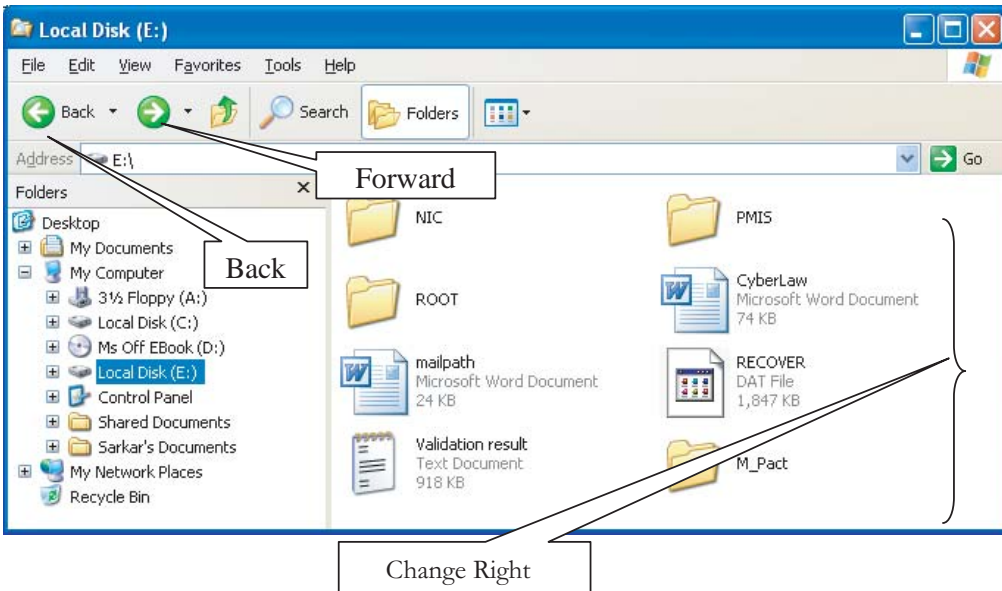 Local Disk (E:)
File Edit View Favorites Tools Help
Back Search Folders
Address E:\ Go
Forward
Folders
Desktop
My Documents
My Computer
3½ Floppy (A:)
Local Disk (C:)
Ms Off EBook (D:)
Local Disk (E:)
Control Panel
Shared Documents
Sarkar's Documents
My Network Places
Recycle Bin
Back
NIC
PMIS
ROOT
CyberLaw
Microsoft Word Document
74 KB
mailpath
Microsoft Word Document
24 KB
RECOVER
DAT File
1,847 KB
Validation result
Text Document
918 KB
M_Pact
Change Right